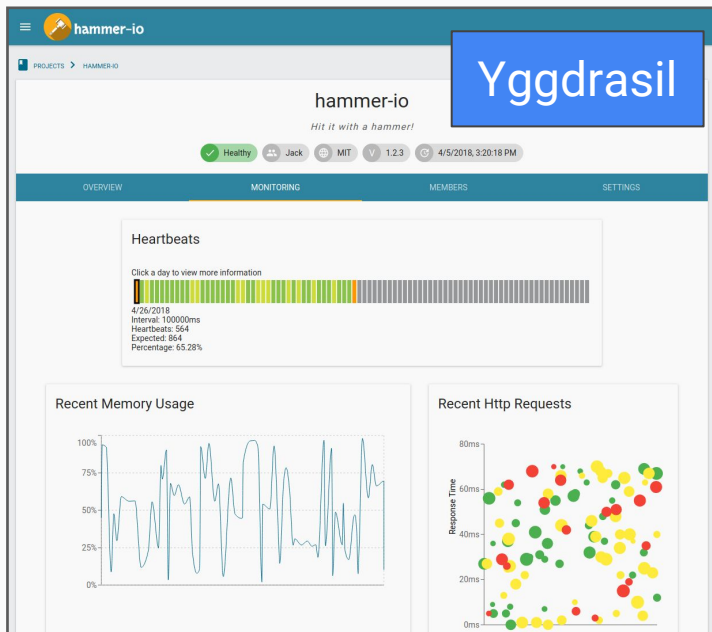 hammer-io
Yggdrasil
PROJECTS > HAMMER-IO
hammer-io
Hit it with a hammer!
Healthy Jack MIT V 1.2.3 4/5/2018, 3:20:18 PM
OVERVIEW MONITORING MEMBERS SETTINGS
Heartbeats
Click a day to view more information
4/26/2018
Interval: 100000ms
Heartbeats: 564
Expected: 864
Percentage: 65.28%
Recent Memory Usage
100%
75%
50%
25%
0%
Recent Http Requests
Response Time
80ms
60ms
40ms
20ms
0ms